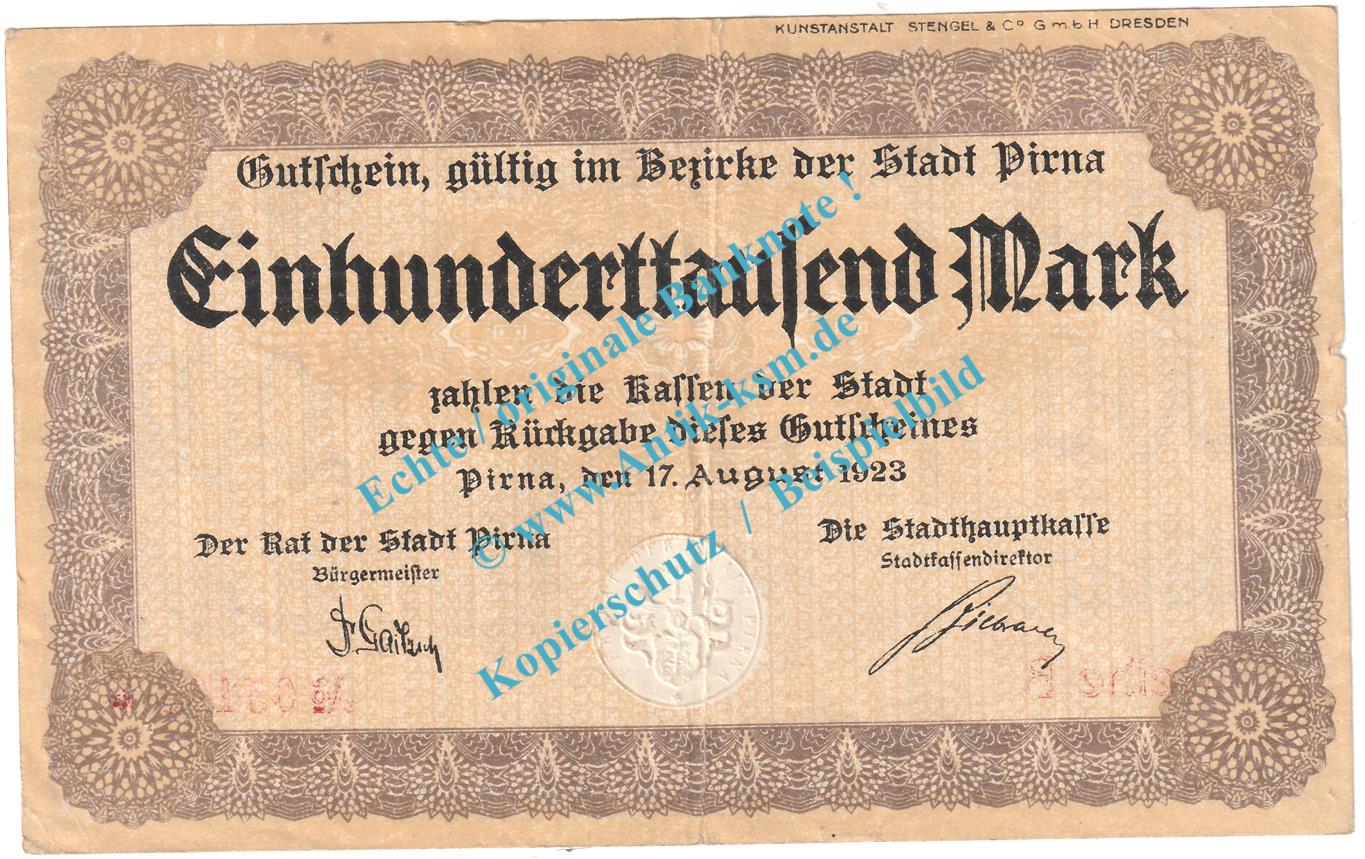 KUNSTANSTALT STENGEL & Co G.m.b.H. DRESDEN
Gutschein, gültig im Bezirke der Stadt Pirna
Einhunderttausend Mark
zahlen die Kassen der Stadt
gegen Rückgabe dieses Gutscheines
Pirna, den 17. August 1923
Der Rat der Stadt Pirna
Bürgermeister
Die Stadthauptkasse
Stadtkassendirektor
Echte / originale Banknote !
© www.Antik-ksm.de
Kopierschutz / Beispielbild